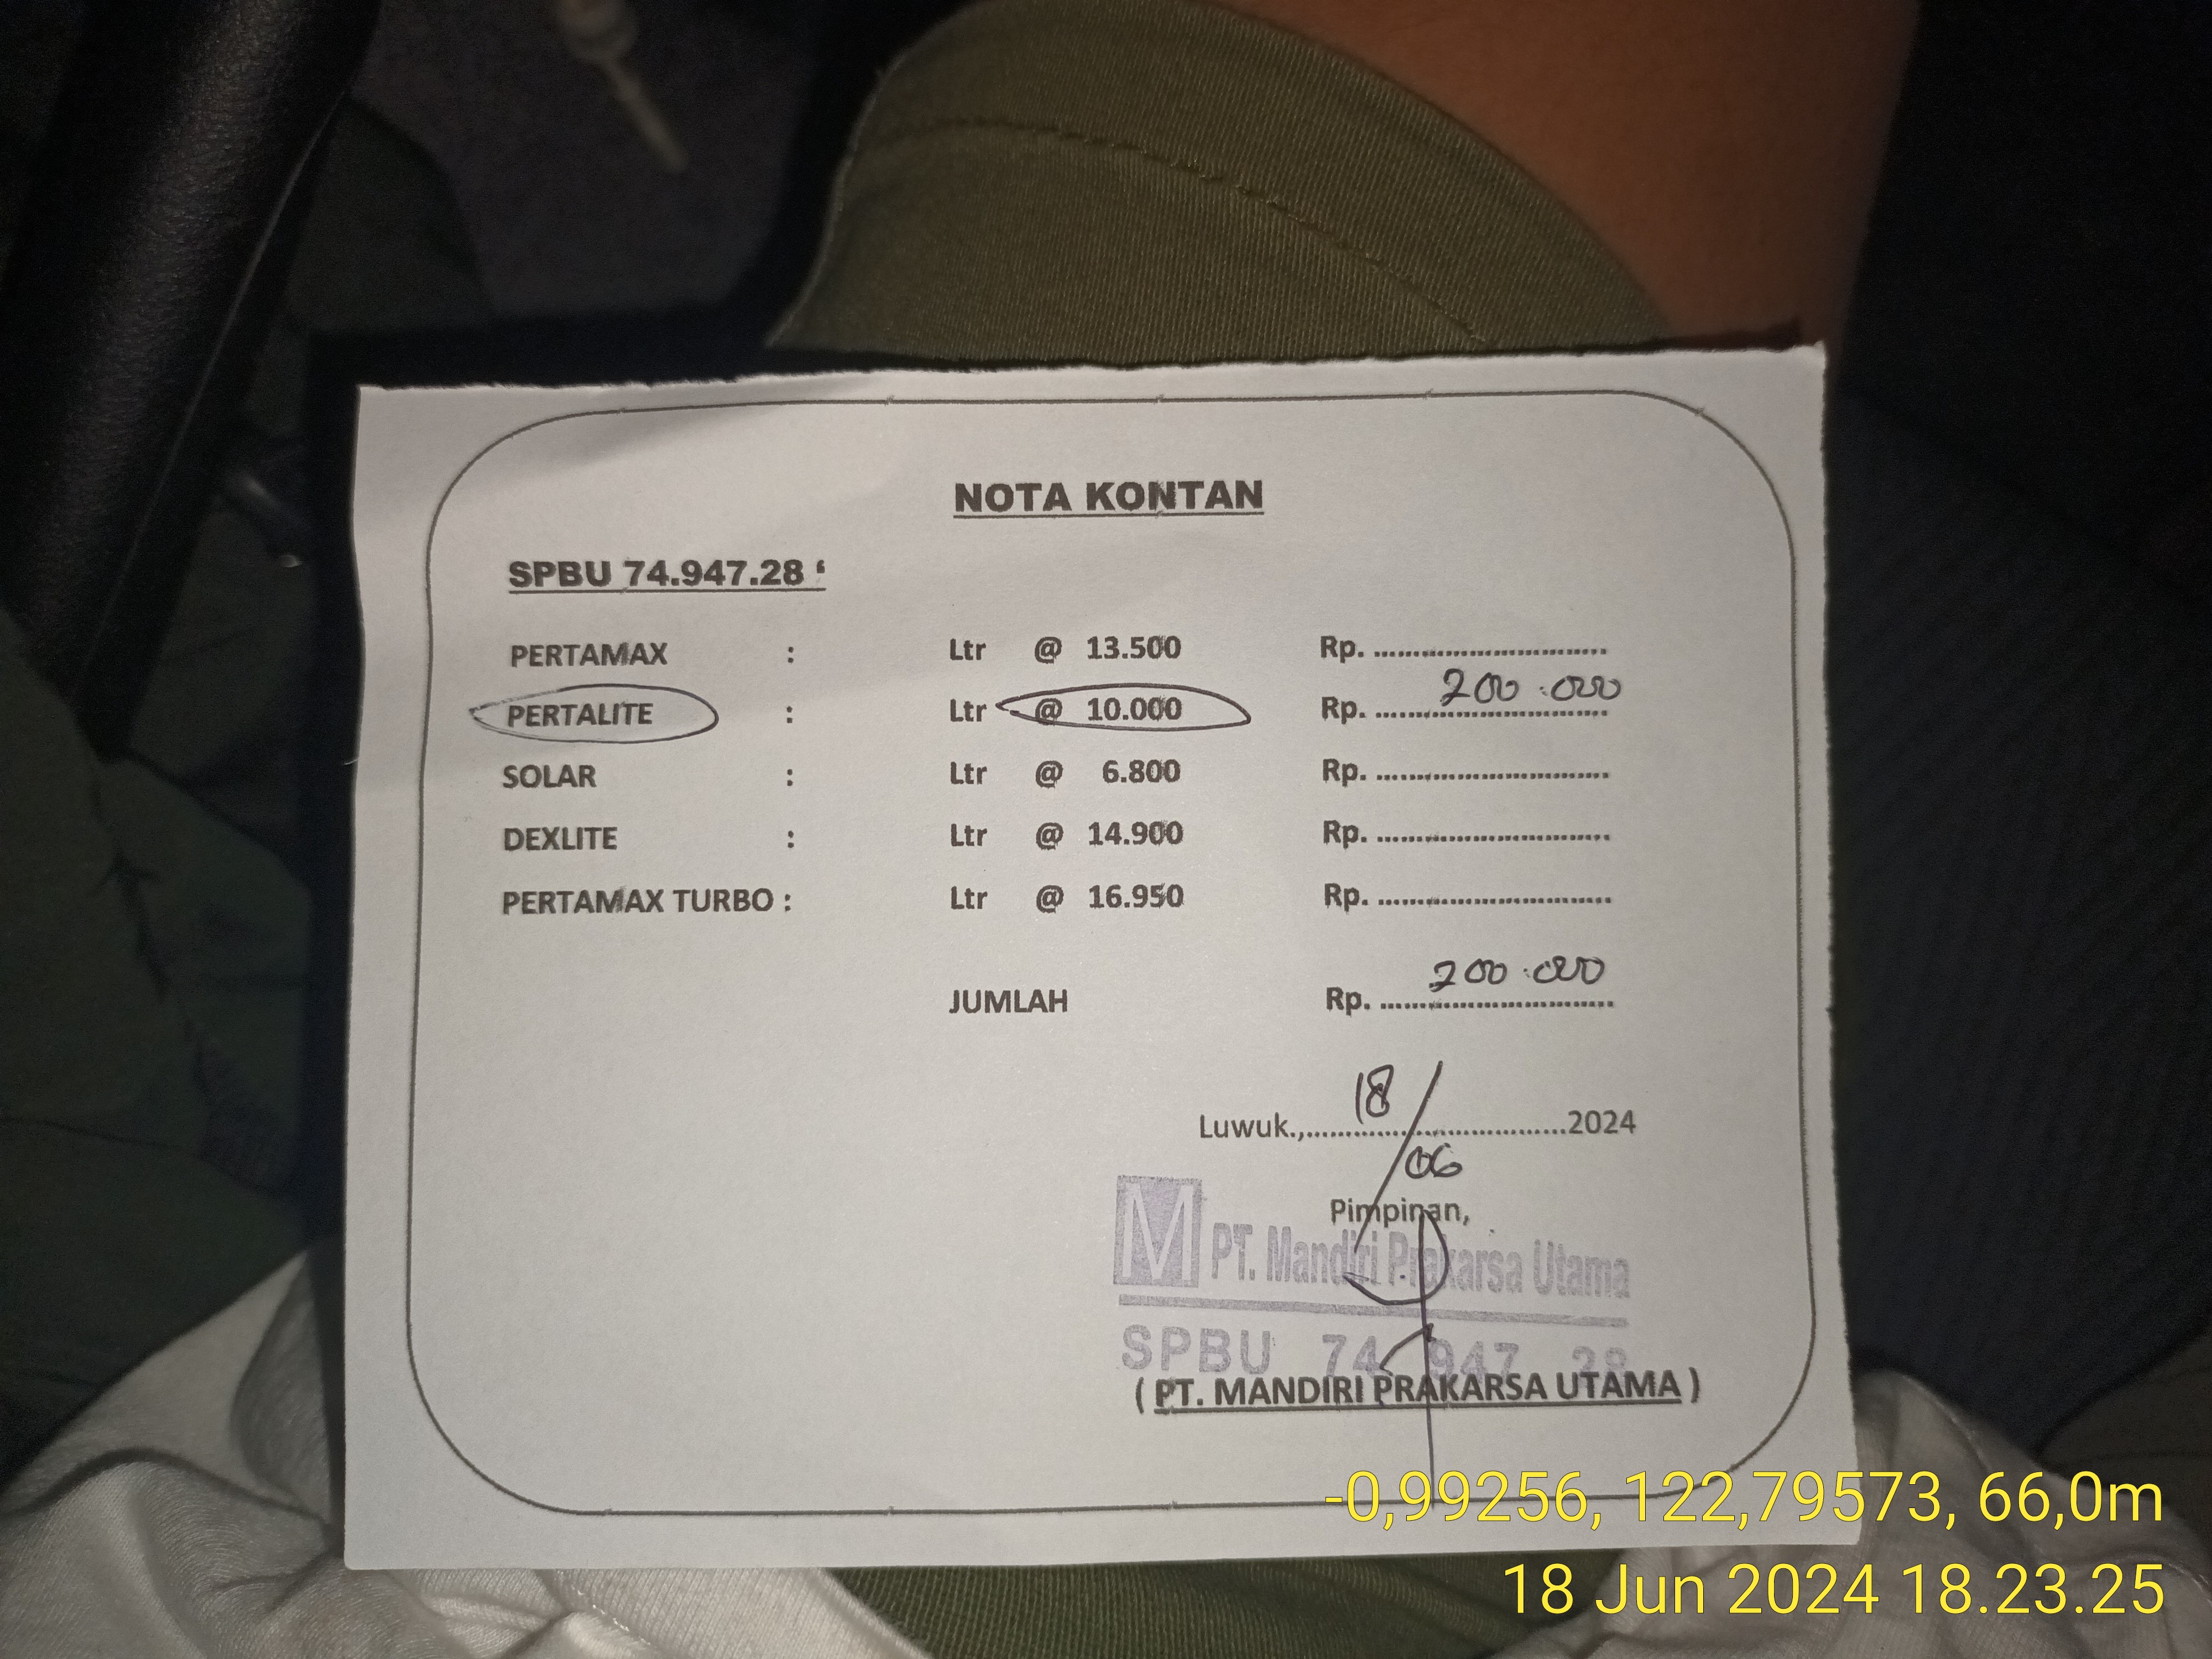 NOTA KONTAN
SPBU 74.947.28 ‘
PERTAMAX : Ltr @ 13.500 Rp. ..............................
PERTALITE : Ltr @ 10.000 Rp. .............................. 200.000
SOLAR : Ltr @ 6.800 Rp. ..............................
DEXLITE : Ltr @ 14.900 Rp. ..............................
PERTAMAX TURBO : Ltr @ 16.950 Rp. ..............................
JUMLAH Rp. .............................. 200.000
Luwuk.,.......18/06.......2024
Pimpinan,
M PT. Mandiri Prakarsa Utama
SPBU 74 947 28
( PT. MANDIRI PRAKARSA UTAMA )
-0,99256, 122,79573, 66,0m
18 Jun 2024 18.23.25